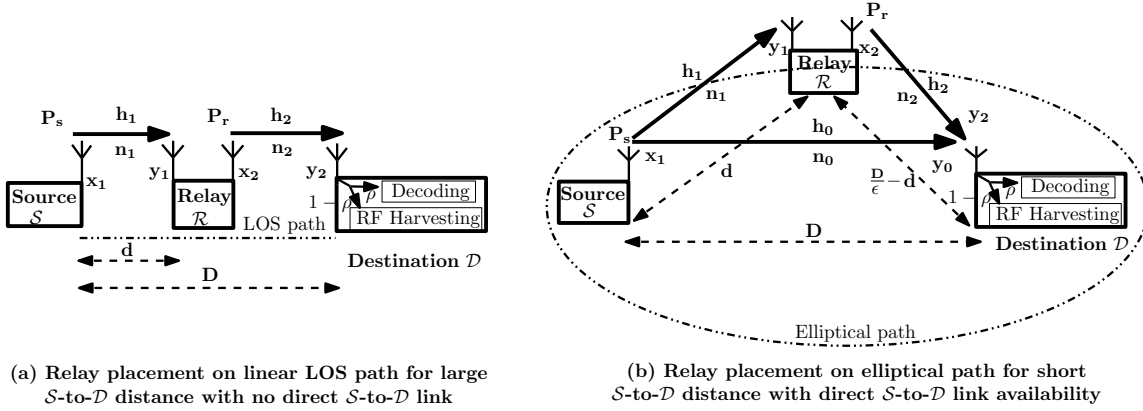 P_s
h_1
n_1
P_r
h_2
n_2
x_1
y_1
x_2
y_2
Source
S
Relay
R
1 − ρ
ρ
Decoding
RF Harvesting
LOS path
Destination D
d
D
(a) Relay placement on linear LOS path for large
S-to-D distance with no direct S-to-D link
P_r
y_1
x_2
Relay
R
h_1
n_1
h_2
n_2
P_s
h_0
n_0
y_2
x_1
y_0
d
D/ϵ − d
Source
S
1 − ρ
ρ
Decoding
RF Harvesting
D
Destination D
Elliptical path
(b) Relay placement on elliptical path for short
S-to-D distance with direct S-to-D link availability